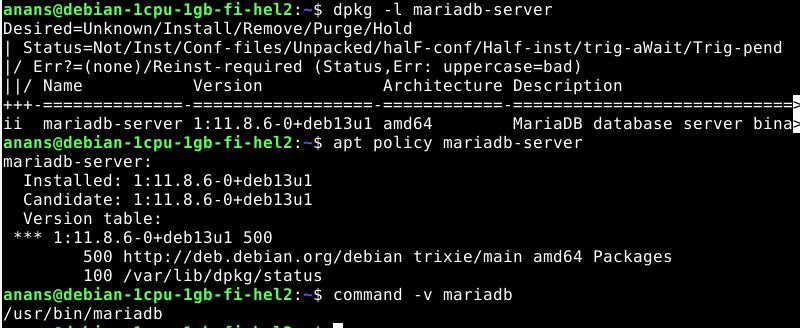 anans@debian-1cpu-1gb-fi-hel2:~$ dpkg -l mariadb-server
Desired=Unknown/Install/Remove/Purge/Hold
| Status=Not/Inst/Conf-files/Unpacked/halF-conf/Half-inst/trig-aWait/Trig-pend
|/ Err?=(none)/Reinst-required (Status,Err: uppercase=bad)
||/ Name           Version            Architecture Description
+++-==============-==================-============-============================>
ii  mariadb-server 1:11.8.6-0+deb13u1 amd64        MariaDB database server bina>
anans@debian-1cpu-1gb-fi-hel2:~$ apt policy mariadb-server
mariadb-server:
  Installed: 1:11.8.6-0+deb13u1
  Candidate: 1:11.8.6-0+deb13u1
  Version table:
 *** 1:11.8.6-0+deb13u1 500
        500 http://deb.debian.org/debian trixie/main amd64 Packages
        100 /var/lib/dpkg/status
anans@debian-1cpu-1gb-fi-hel2:~$ command -v mariadb
/usr/bin/mariadb
anans@debian-1cpu-1gb-fi-hel2:~$